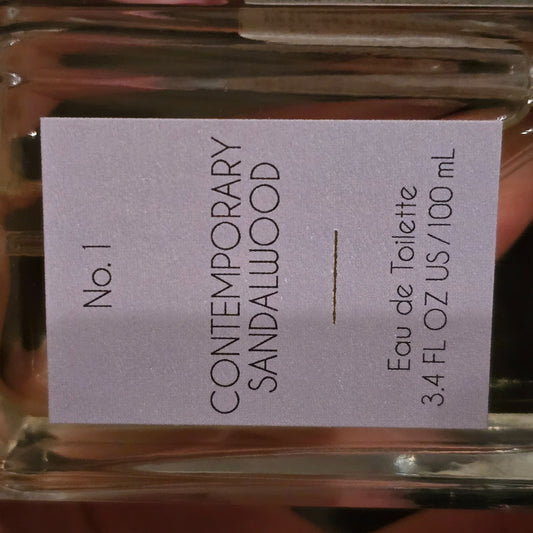 No. 1
CONTEMPORARY
SANDALWOOD
Eau de Toilette
3.4 FL OZ US / 100 mL